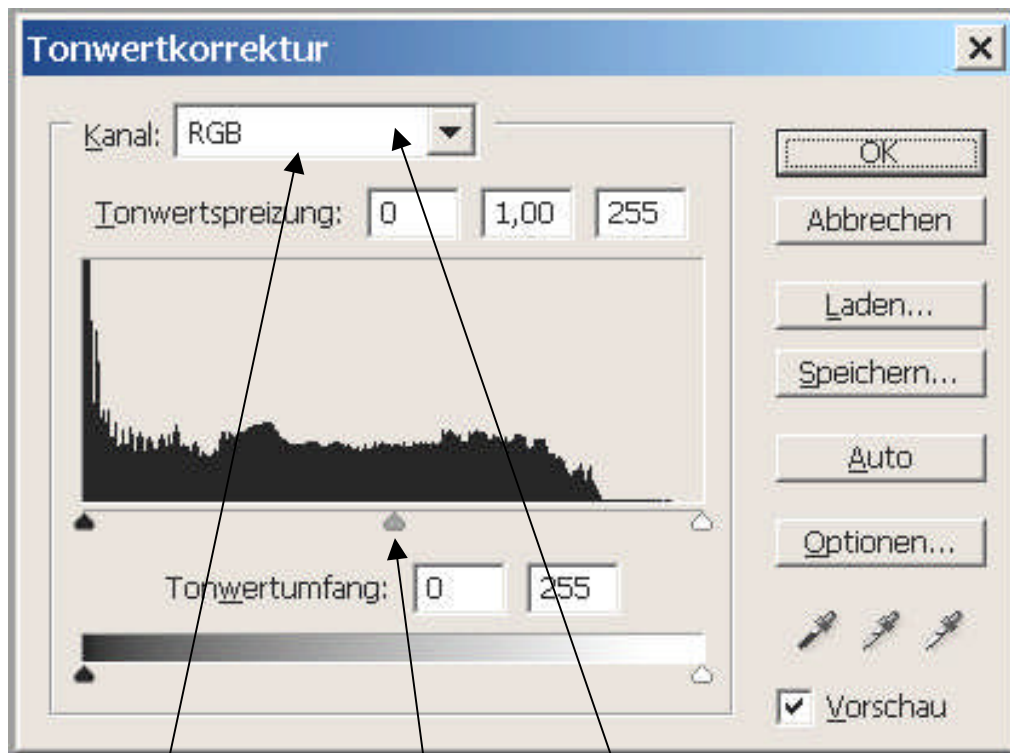 Tonwertkorrektur
Kanal: RGB
OK
Tonwertspreizung: 0 1,00 255
Abbrechen
Laden...
Speichern...
Auto
Optionen...
Tonwertumfang: 0 255
Vorschau